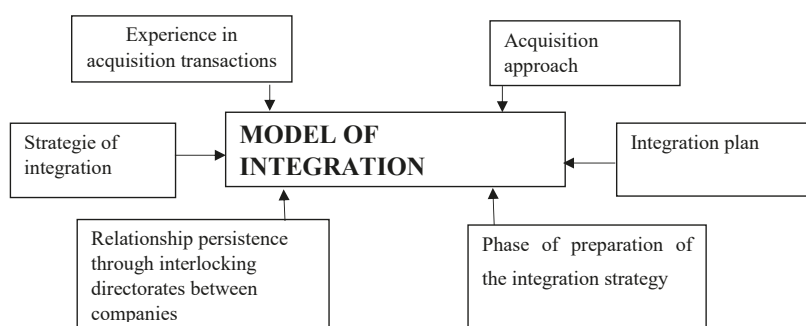 Experience in
acquisition transactions
Acquisition
approach
Strategie of
integration
MODEL OF
INTEGRATION
Integration plan
Relationship persistence
through interlocking
directorates between
companies
Phase of preparation of
the integration strategy